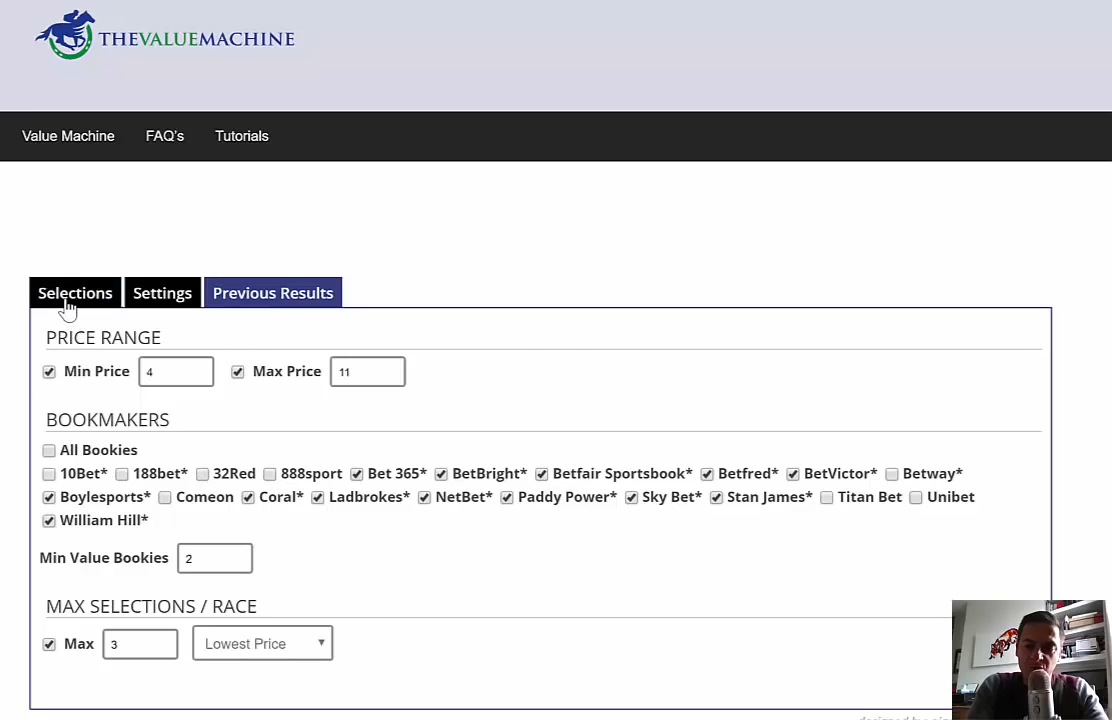 THEVALUEMACHINE
Value Machine FAQ's Tutorials
Selections Settings Previous Results
PRICE RANGE
Min Price 4 Max Price 11
BOOKMAKERS
All Bookies
10Bet* 188bet* 32Red 888sport Bet 365* BetBright* Betfair Sportsbook* Betfred* BetVictor* Betway*
Boylesports* Comeon Coral* Ladbrokes* NetBet* Paddy Power* Sky Bet* Stan James* Titan Bet Unibet
William Hill*
Min Value Bookies 2
MAX SELECTIONS / RACE
Max 3 Lowest Price